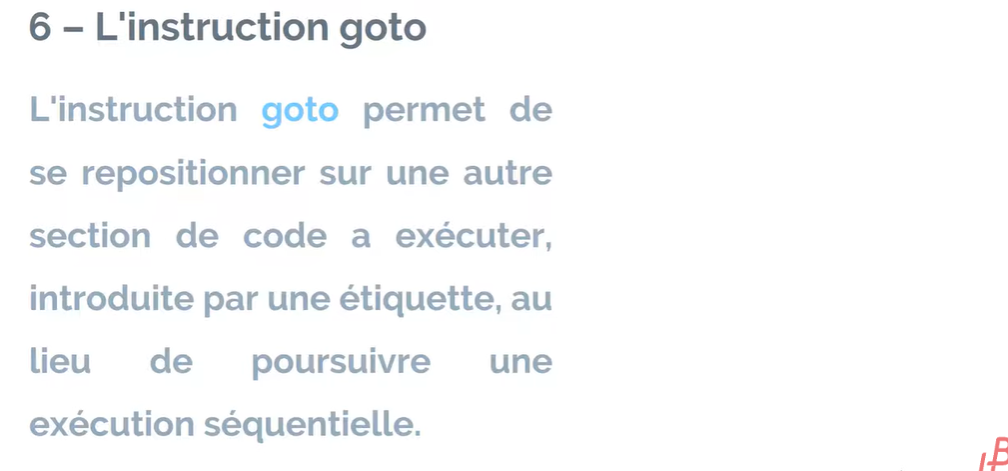 6 – L'instruction goto
L'instruction goto permet de
se repositionner sur une autre
section de code a exécuter,
introduite par une étiquette, au
lieu de poursuivre une
exécution séquentielle.